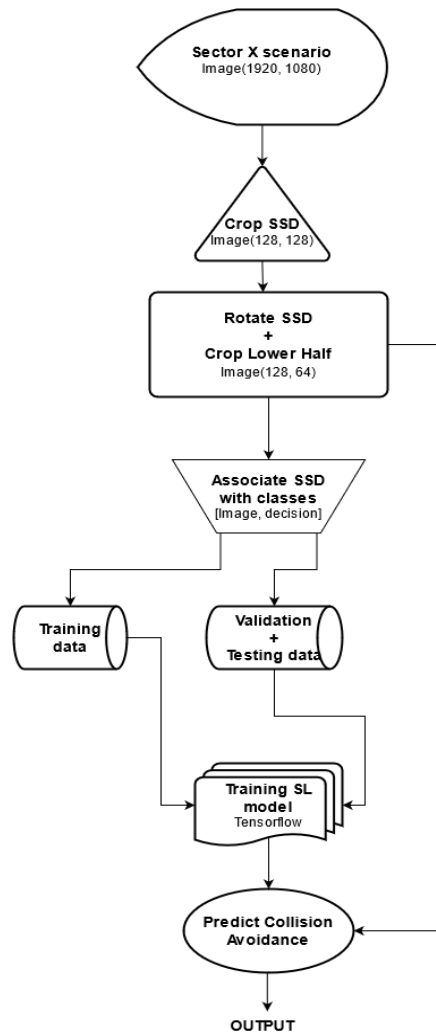 Sector X scenario
Image(1920, 1080)
Crop SSD
Image(128, 128)
Rotate SSD
+
Crop Lower Half
Image(128, 64)
Associate SSD
with classes
[Image, decision]
Training
data
Validation
+
Testing data
Training SL
model
Tensorflow
Predict Collision
Avoidance
OUTPUT